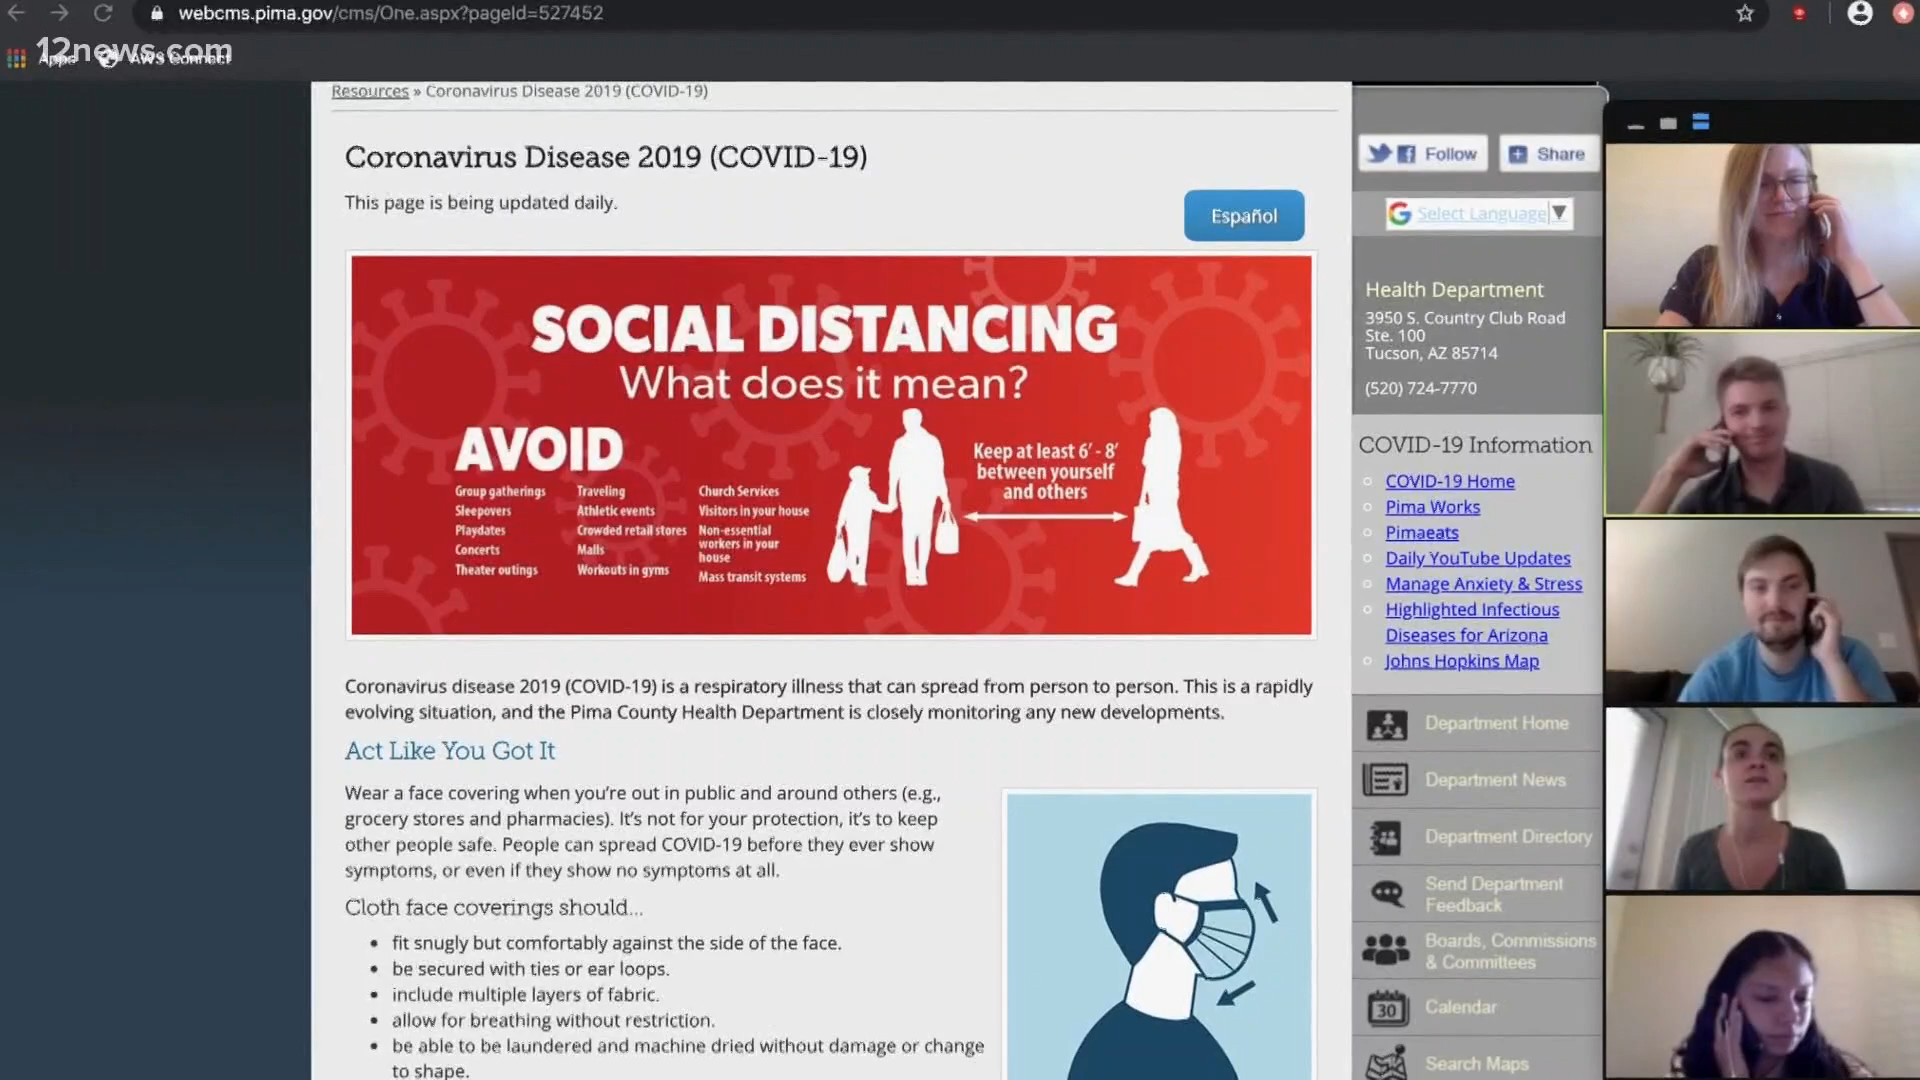 webcms.pima.gov/cms/One.aspx?pageId=527452
12news.com
Apps AWS Connect
Resources » Coronavirus Disease 2019 (COVID-19)
Coronavirus Disease 2019 (COVID-19)
This page is being updated daily.
Español
SOCIAL DISTANCING
What does it mean?
AVOID
Group gatherings
Sleepovers
Playdates
Concerts
Theater outings
Traveling
Athletic events
Crowded retail stores
Malls
Workouts in gyms
Church Services
Visitors in your house
Non-essential
workers in your
house
Mass transit systems
Keep at least 6' - 8'
between yourself
and others
Coronavirus disease 2019 (COVID-19) is a respiratory illness that can spread from person to person. This is a rapidly
evolving situation, and the Pima County Health Department is closely monitoring any new developments.
Act Like You Got It
Wear a face covering when you're out in public and around others (e.g.,
grocery stores and pharmacies). It's not for your protection, it's to keep
other people safe. People can spread COVID-19 before they ever show
symptoms, or even if they show no symptoms at all.
Cloth face coverings should...
• fit snugly but comfortably against the side of the face.
• be secured with ties or ear loops.
• include multiple layers of fabric.
• allow for breathing without restriction.
• be able to be laundered and machine dried without damage or change
to shape.
Follow
Share
Select Language
Health Department
3950 S. Country Club Road
Ste. 100
Tucson, AZ 85714
(520) 724-7770
COVID-19 Information
COVID-19 Home
Pima Works
Pimaeats
Daily YouTube Updates
Manage Anxiety & Stress
Highlighted Infectious
Diseases for Arizona
Johns Hopkins Map
Department Home
Department News
Department Directory
Send Department
Feedback
Boards, Commissions
& Committees
30 Calendar
Search Maps